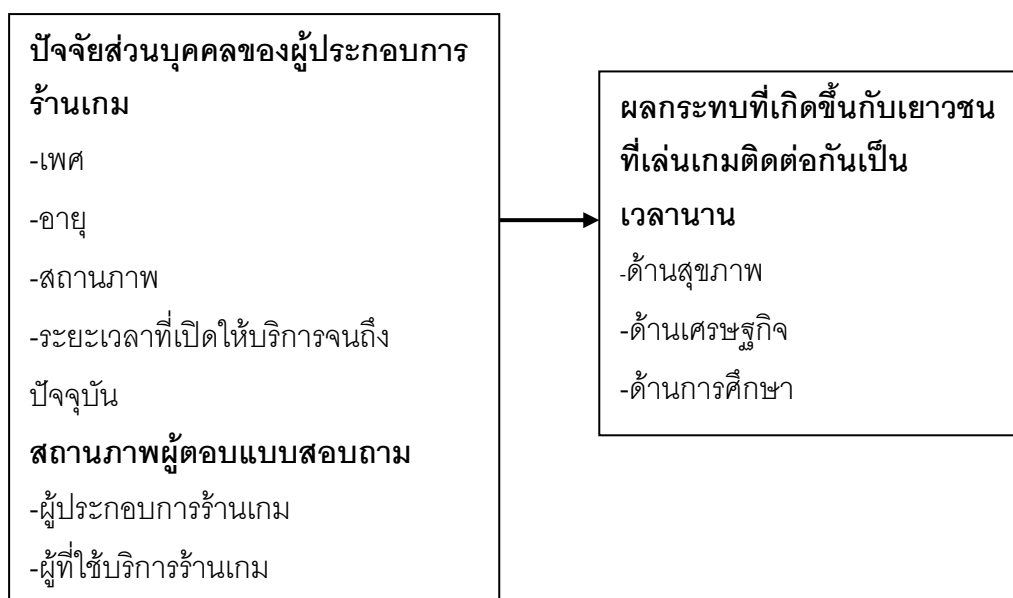 ปัจจัยส่วนบุคคลของผู้ประกอบการ
ร้านเกม
-เพศ
-อายุ
-สถานภาพ
-ระยะเวลาที่เปิดให้บริการจนถึง
ปัจจุบัน
สถานภาพผู้ตอบแบบสอบถาม
-ผู้ประกอบการร้านเกม
-ผู้ที่ใช้บริการร้านเกม
ผลกระทบที่เกิดขึ้นกับเยาวชน
ที่เล่นเกมติดต่อกันเป็น
เวลานาน
-ด้านสุขภาพ
-ด้านเศรษฐกิจ
-ด้านการศึกษา